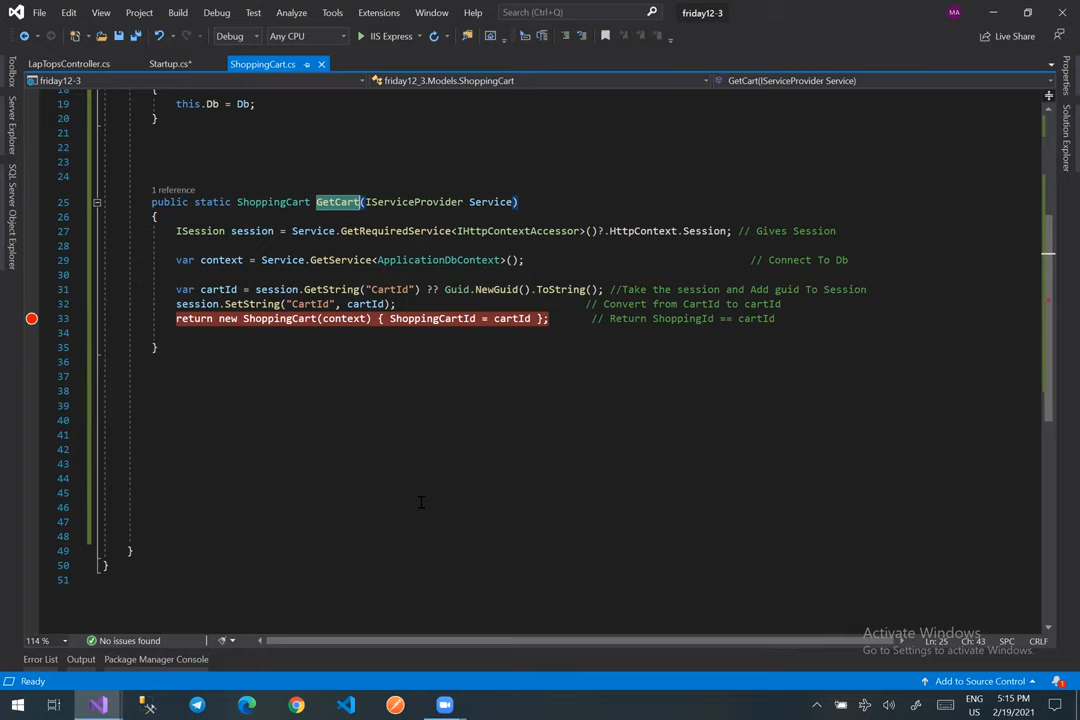 File Edit View Project Build Debug Test Analyze Tools Extensions Window Help Search (Ctrl+Q) friday12-3 MA
Debug Any CPU IIS Express Live Share
LapTopsController.cs Startup.cs* ShoppingCart.cs
friday12-3 friday12_3.Models.ShoppingCart GetCart(IServiceProvider Service)
Toolbox
Server Explorer
SQL Server Object Explorer
Properties
Solution Explorer
18 {
19 this.Db = Db;
20 }
21
22
23
24
1 reference
25 public static ShoppingCart GetCart(IServiceProvider Service)
26 {
27 ISession session = Service.GetRequiredService<IHttpContextAccessor>()?.HttpContext.Session; // Gives Session
28
29 var context = Service.GetService<ApplicationDbContext>(); // Connect To Db
30
31 var cartId = session.GetString("CartId") ?? Guid.NewGuid().ToString(); //Take the session and Add guid To Session
32 session.SetString("CartId", cartId); // Convert from CartId to cartId
33 return new ShoppingCart(context) { ShoppingCartId = cartId }; // Return ShoppingId == cartId
34
35 }
36
37
38
39
40
41
42
43
44
45
46
47
48
49 }
50 }
51
114 % No issues found Ln: 25 Ch: 43 SPC CRLF
Activate Windows
Go to Settings to activate Windows.
Error List Output Package Manager Console
Ready Add to Source Control 1
ENG
US
5:15 PM
2/19/2021